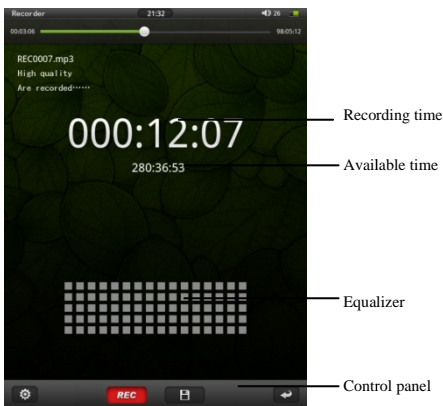 Recorder 21:32 26
00:03:06 98:05:12
REC0007.mp3
High quality
Are recorded······
000:12:07
Recording time
280:36:53
Available time
Equalizer
REC
Control panel